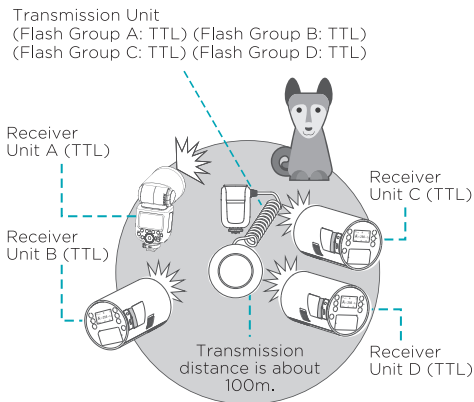 Transmission Unit
(Flash Group A: TTL) (Flash Group B: TTL)
(Flash Group C: TTL) (Flash Group D: TTL)
Receiver
Unit A (TTL)
Receiver
Unit C (TTL)
Receiver
Unit B (TTL)
Transmission
distance is about
100m.
Receiver
Unit D (TTL)